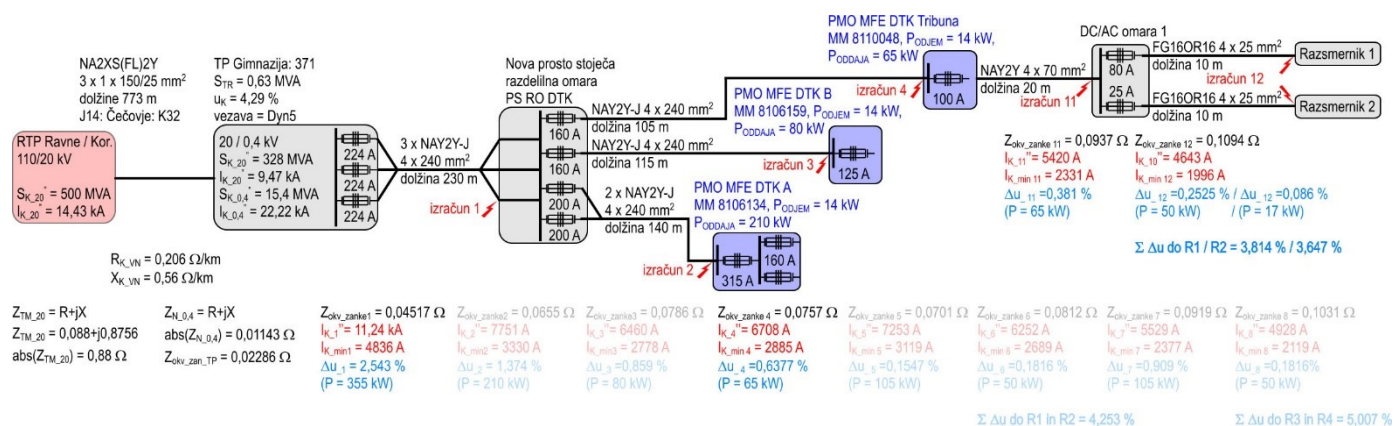 NA2XS(FL)2Y
3 x 1 x 150/25 mm²
dolžine 773 m
J14: Čečovje: K32
TP Gimnazija: 371
S_TR = 0,63 MVA
u_K = 4,29 %
vezava = Dyn5
RTP Ravne / Kor.
110/20 kV
S_K_20" = 500 MVA
I_K_20" = 14,43 kA
20 / 0,4 kV
S_K_20" = 328 MVA
I_K_20" = 9,47 kA
S_K_0,4" = 15,4 MVA
I_K_0,4" = 22,22 kA
224 A
224 A
224 A
3 x NAY2Y-J
4 x 240 mm²
dolžina 230 m
izračun 1
Nova prosto stoječa
razdelilna omara
PS RO DTK
160 A
160 A
200 A
200 A
NAY2Y-J 4 x 240 mm²
dolžina 105 m
NAY2Y-J 4 x 240 mm²
dolžina 115 m
2 x NAY2Y-J
4 x 240 mm²
dolžina 140 m
izračun 2
PMO MFE DTK A
MM 8106134, P_ODJEM = 14 kW
P_ODDAJA = 210 kW
315 A
160 A
PMO MFE DTK B
MM 8106159, P_ODJEM = 14 kW,
P_ODDAJA = 80 kW
izračun 3
125 A
PMO MFE DTK Tribuna
MM 8110048, P_ODJEM = 14 kW,
P_ODDAJA = 65 kW
izračun 4
100 A
NAY2Y 4 x 70 mm²
dolžina 20 m
izračun 11
DC/AC omara 1
80 A
25 A
FG16OR16 4 x 25 mm²
dolžina 10 m
izračun 12
FG16OR16 4 x 25 mm²
dolžina 10 m
Razsmernik 1
Razsmernik 2
Z_okv_zanke 11 = 0,0937 Ω
I_K_11" = 5420 A
I_K_min 11 = 2331 A
Δu_11 =0,381 %
(P = 65 kW)
Z_okv_zanke 12 = 0,1094 Ω
I_K_10" = 4643 A
I_K_min 12 = 1996 A
Δu_12 =0,2525 % / Δu_12 =0,086 %
(P = 50 kW) / (P = 17 kW)
Σ Δu do R1 / R2 = 3,814 % / 3,647 %
R_K_VN = 0,206 Ω/km
X_K_VN = 0,56 Ω/km
Z_TM_20 = R+jX
Z_TM_20 = 0,088+j0,8756
abs(Z_TM_20) = 0,88 Ω
Z_N_0,4 = R+jX
abs(Z_N_0,4) = 0,01143 Ω
Z_okv_zan_TP = 0,02286 Ω
Z_okv_zanke1 = 0,04517 Ω
I_K_1" = 11,24 kA
I_K_min1 = 4836 A
Δu_1 = 2,543 %
(P = 355 kW)
Z_okv_zanke2 = 0,0655 Ω
I_K_2" = 7751 A
I_K_min2 = 3330 A
Δu_2 = 1,374 %
(P = 210 kW)
Z_okv_zanke3 = 0,0786 Ω
I_K_3" = 6460 A
I_K_min3 = 2778 A
Δu_3 =0,859 %
(P = 80 kW)
Z_okv_zanke 4 = 0,0757 Ω
I_K_4" = 6708 A
I_K_min 4 = 2885 A
Δu_4 =0,6377 %
(P = 65 kW)
Z_okv_zanke 5 = 0,0701 Ω
I_K_5" = 7253 A
I_K_min 5 = 3119 A
Δu_5 =0,1547 %
(P = 105 kW)
Z_okv_zanke 6 = 0,0812 Ω
I_K_6" = 6252 A
I_K_min 6 = 2689 A
Δu_6 = 0,1816 %
(P = 50 kW)
Z_okv_zanke 7 = 0,0919 Ω
I_K_7" = 5529 A
I_K_min 7 = 2377 A
Δu_7 = 0,909 %
(P = 105 kW)
Z_okv_zanke 8 = 0,1031 Ω
I_K_8" = 4928 A
I_K_min 8 = 2119 A
Δu_8 = 0,1816%
(P = 50 kW)
Σ Δu do R1 in R2 = 4,253 %
Σ Δu do R3 in R4 = 5,007 %